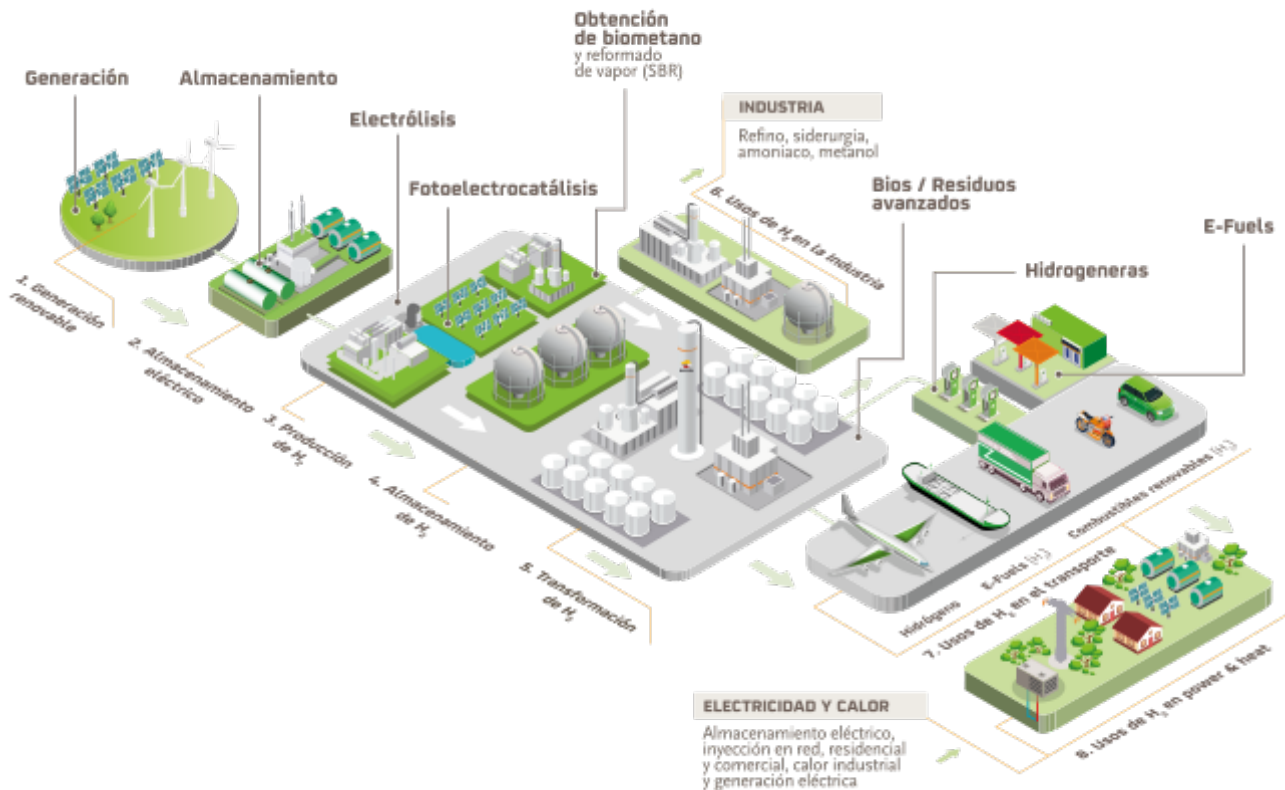 Obtención
de biometano
y reformado
de vapor (SBR)
Generación
Almacenamiento
Electrólisis
Fotoelectrocatálisis
INDUSTRIA
Refino, siderurgia,
amoniaco, metanol
Bios / Residuos
avanzados
E-Fuels
Hidrogeneras
1. Generación
renovable
2. Almacenamiento
eléctrico
3. Producción
de H₂
4. Almacenamiento
de H₂
5. Transformación
de H₂
6. Usos de H₂ en la industria
Hidrógeno
E-Fuels (H₂)
Combustibles renovables (H₂)
7. Usos de H₂ en el transporte
8. Usos de H₂ en power & heat
ELECTRICIDAD Y CALOR
Almacenamiento eléctrico,
inyección en red, residencial
y comercial, calor industrial
y generación eléctrica